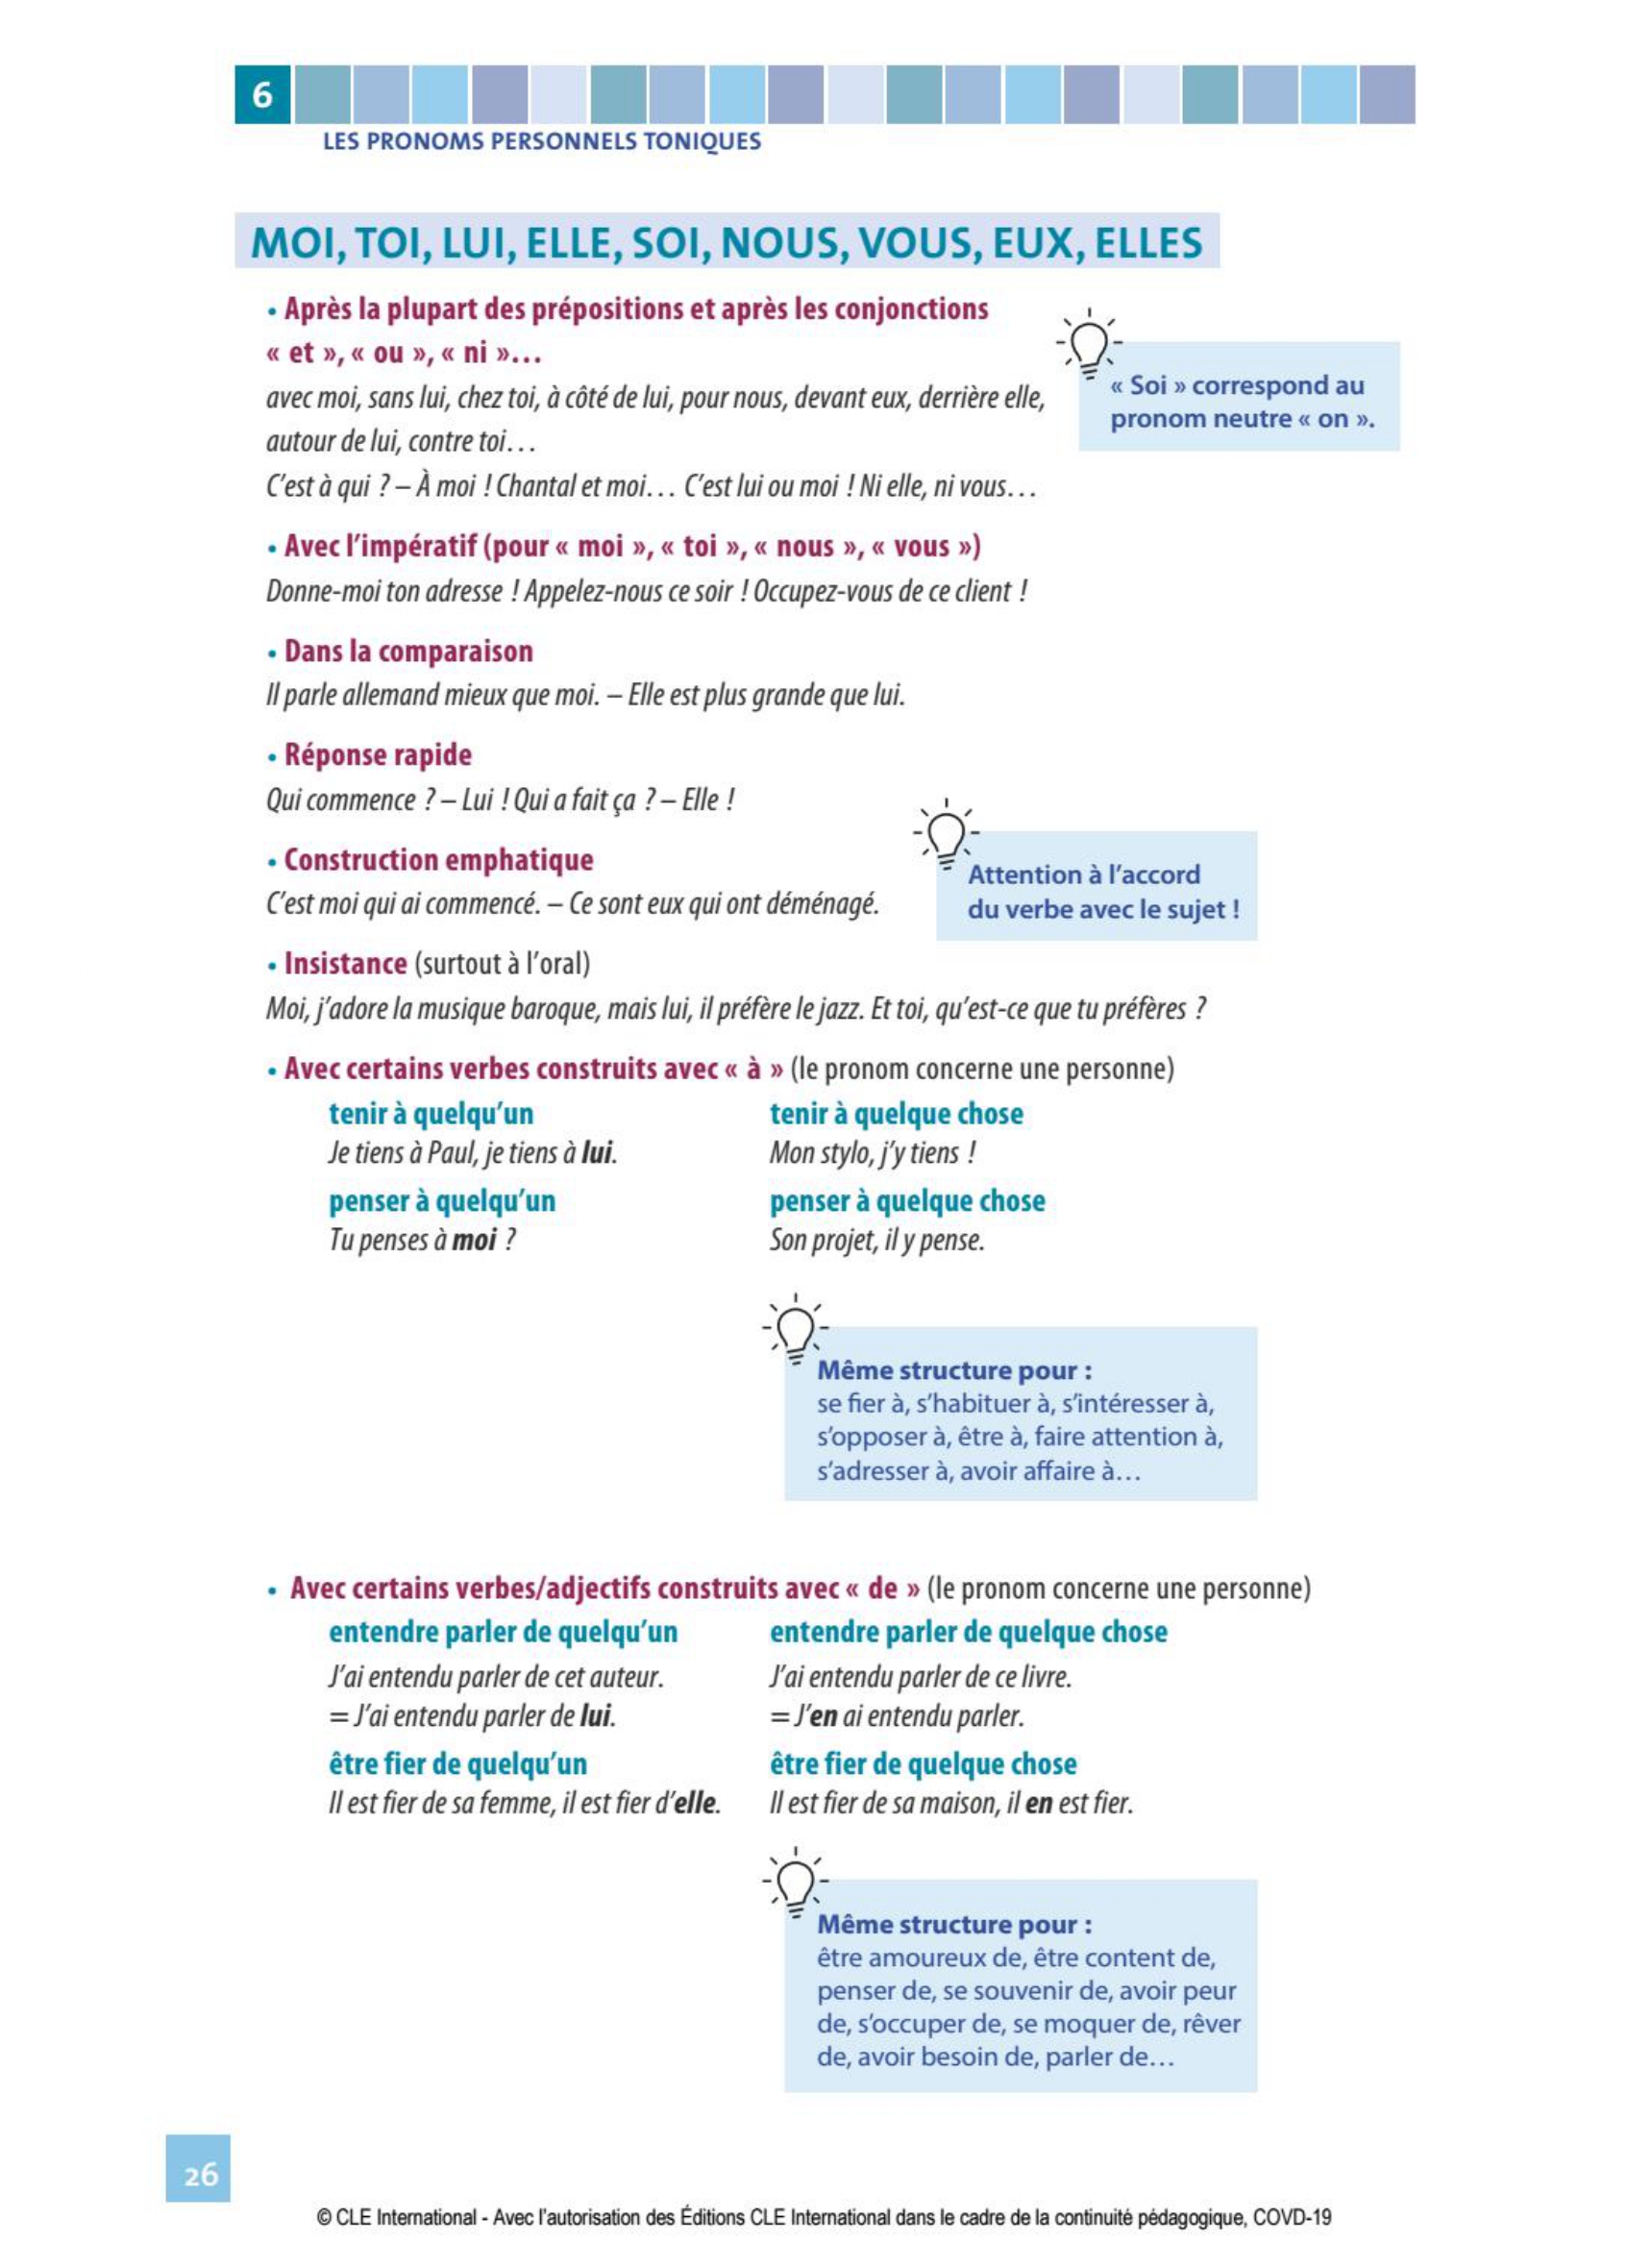 6
LES PRONOMS PERSONNELS TONIQUES
MOI, TOI, LUI, ELLE, SOI, NOUS, VOUS, EUX, ELLES
• Après la plupart des prépositions et après les conjonctions
« et », « ou », « ni »...
avec moi, sans lui, chez toi, à côté de lui, pour nous, devant eux, derrière elle,
autour de lui, contre toi...
C'est à qui ? – À moi ! Chantal et moi... C'est lui ou moi ! Ni elle, ni vous...
« Soi » correspond au
pronom neutre « on ».
• Avec l'impératif (pour « moi », « toi », « nous », « vous »)
Donne-moi ton adresse ! Appelez-nous ce soir ! Occupez-vous de ce client !
• Dans la comparaison
Il parle allemand mieux que moi. – Elle est plus grande que lui.
• Réponse rapide
Qui commence ? – Lui ! Qui a fait ça ? – Elle !
• Construction emphatique
C'est moi qui ai commencé. – Ce sont eux qui ont déménagé.
Attention à l'accord
du verbe avec le sujet !
• Insistance (surtout à l'oral)
Moi, j'adore la musique baroque, mais lui, il préfère le jazz. Et toi, qu'est-ce que tu préfères ?
• Avec certains verbes construits avec « à » (le pronom concerne une personne)
tenir à quelqu'un
Je tiens à Paul, je tiens à lui.
penser à quelqu'un
Tu penses à moi ?
tenir à quelque chose
Mon stylo, j'y tiens !
penser à quelque chose
Son projet, il y pense.
Même structure pour :
se fier à, s'habituer à, s'intéresser à,
s'opposer à, être à, faire attention à,
s'adresser à, avoir affaire à...
• Avec certains verbes/adjectifs construits avec « de » (le pronom concerne une personne)
entendre parler de quelqu'un
J'ai entendu parler de cet auteur.
= J'ai entendu parler de lui.
être fier de quelqu'un
Il est fier de sa femme, il est fier d'elle.
entendre parler de quelque chose
J'ai entendu parler de ce livre.
= J'en ai entendu parler.
être fier de quelque chose
Il est fier de sa maison, il en est fier.
Même structure pour :
être amoureux de, être content de,
penser de, se souvenir de, avoir peur
de, s'occuper de, se moquer de, rêver
de, avoir besoin de, parler de...
26
© CLE International - Avec l'autorisation des Éditions CLE International dans le cadre de la continuité pédagogique, COVD-19